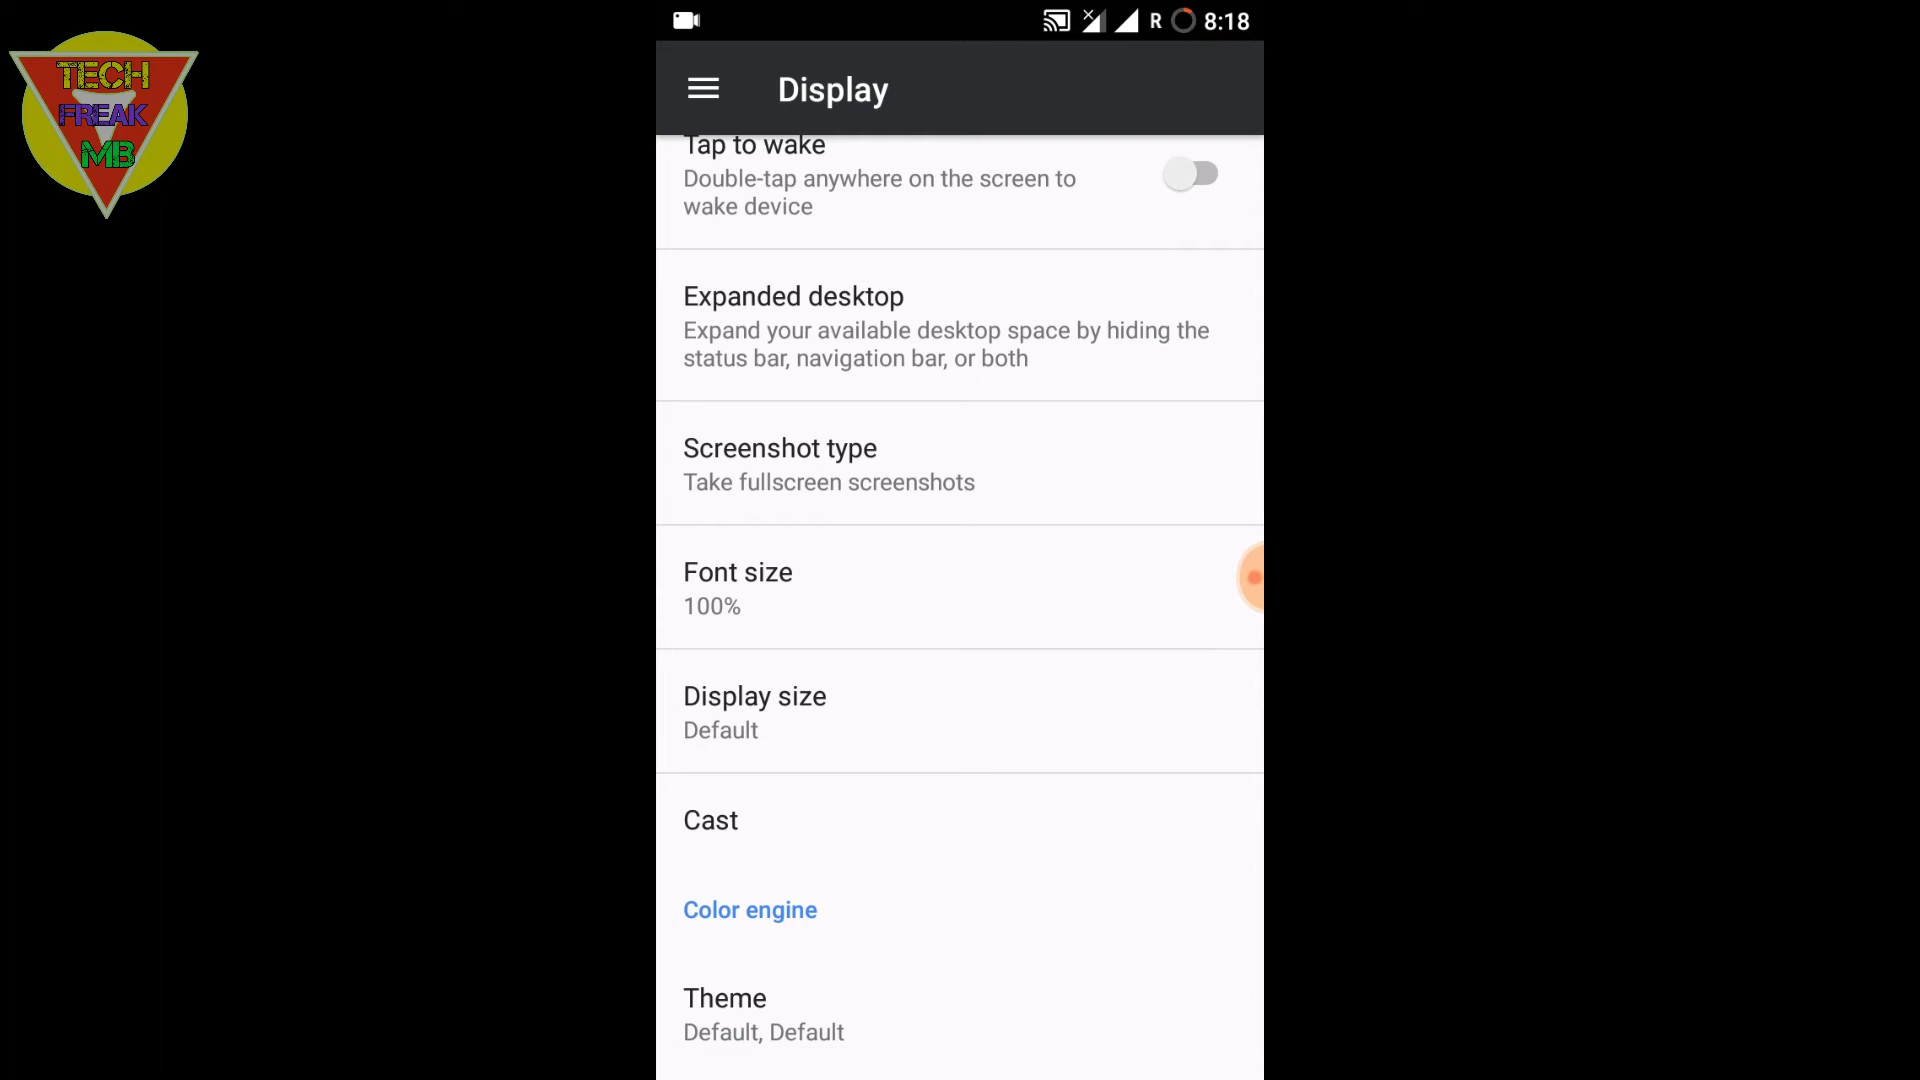 TECH
FREAK
MB
R 8:18
Display
Tap to wake
Double-tap anywhere on the screen to
wake device
Expanded desktop
Expand your available desktop space by hiding the
status bar, navigation bar, or both
Screenshot type
Take fullscreen screenshots
Font size
100%
Display size
Default
Cast
Color engine
Theme
Default, Default